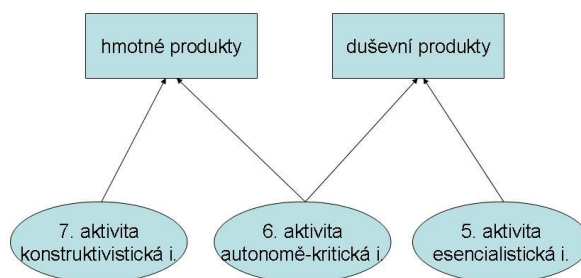 hmotné produkty
duševní produkty
7. aktivita
konstruktivistická i.
6. aktivita
autonomě-kritická i.
5. aktivita
esencialistická i.